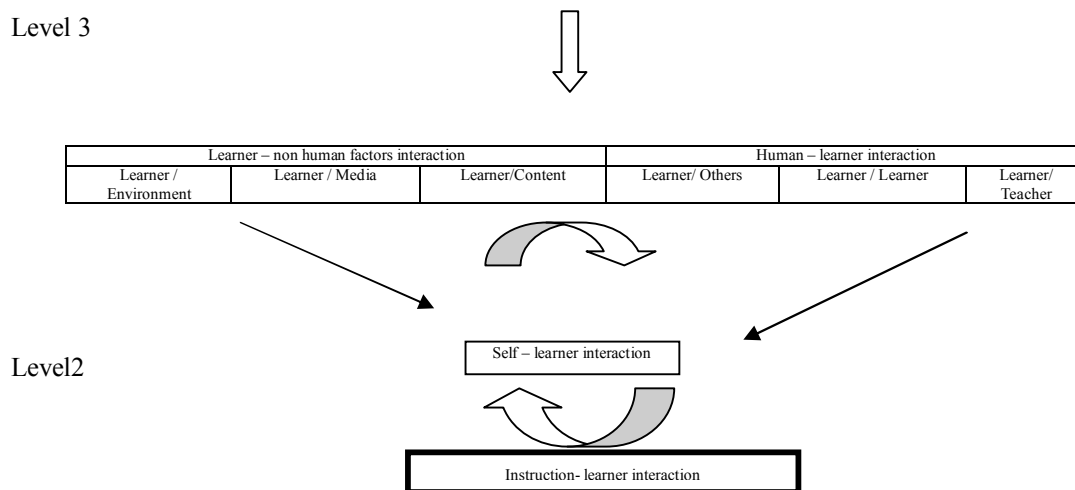 Level 3
Learner – non human factors interaction
Human – learner interaction
Learner /
Environment
Learner / Media
Learner/Content
Learner/ Others
Learner / Learner
Learner/
Teacher
Self – learner interaction
Level2
Instruction- learner interaction